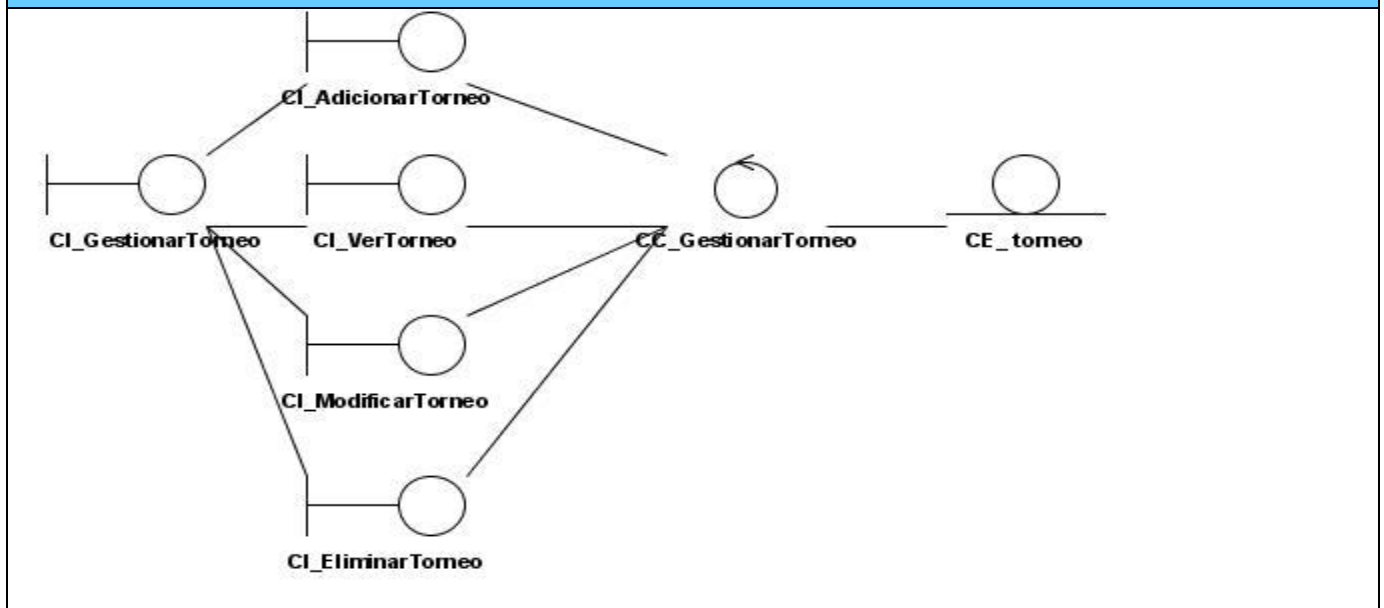 CI_AdicionarTorneo
CI_GestionarTorneo
CI_VerTorneo
CC_GestionarTorneo
CE_torneo
CI_ModificarTorneo
CI_EliminarTorneo